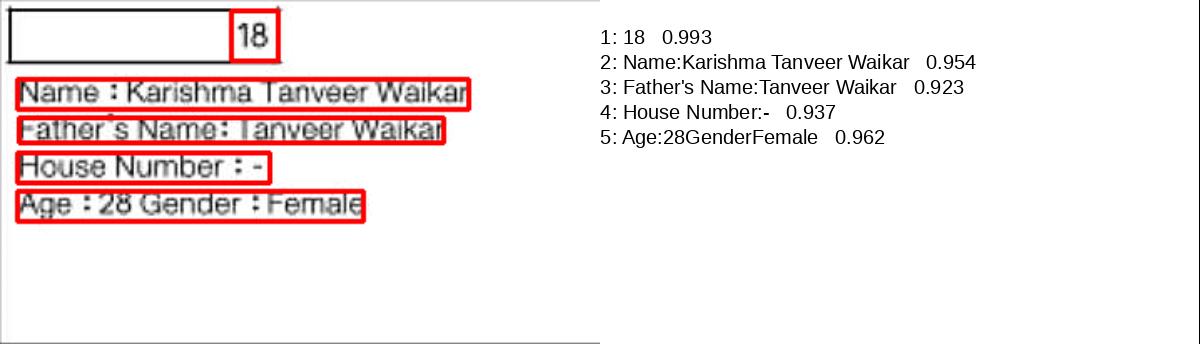 18
Name : Karishma Tanveer Waikar
Father's Name: Tanveer Waikar
House Number : -
Age : 28 Gender : Female
1: 18 0.993
2: Name:Karishma Tanveer Waikar 0.954
3: Father's Name:Tanveer Waikar 0.923
4: House Number:- 0.937
5: Age:28GenderFemale 0.962